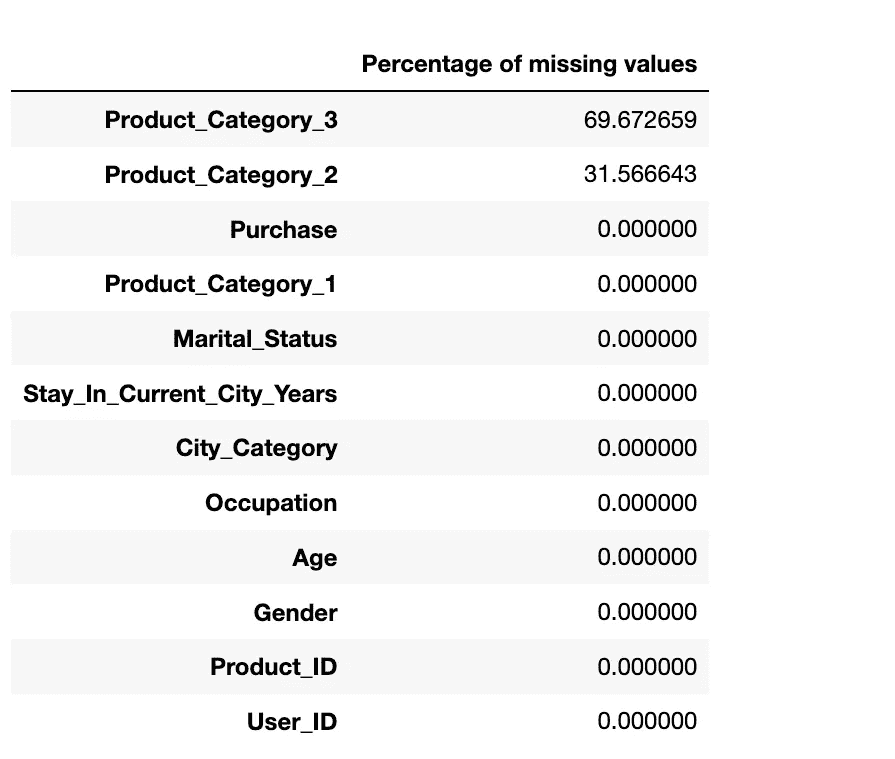 Percentage of missing values
Product_Category_3 69.672659
Product_Category_2 31.566643
Purchase 0.000000
Product_Category_1 0.000000
Marital_Status 0.000000
Stay_In_Current_City_Years 0.000000
City_Category 0.000000
Occupation 0.000000
Age 0.000000
Gender 0.000000
Product_ID 0.000000
User_ID 0.000000